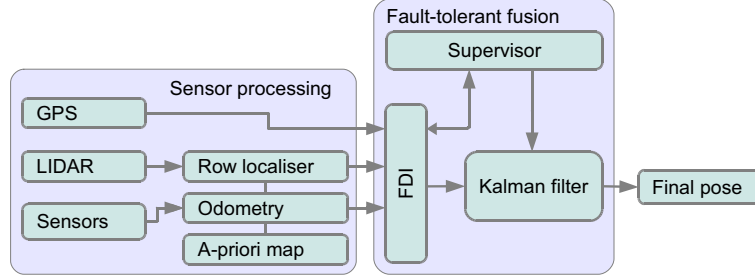 Fault-tolerant fusion
Supervisor
Sensor processing
GPS
LIDAR
Row localiser
FDI
Kalman filter
Final pose
Sensors
Odometry
A-priori map